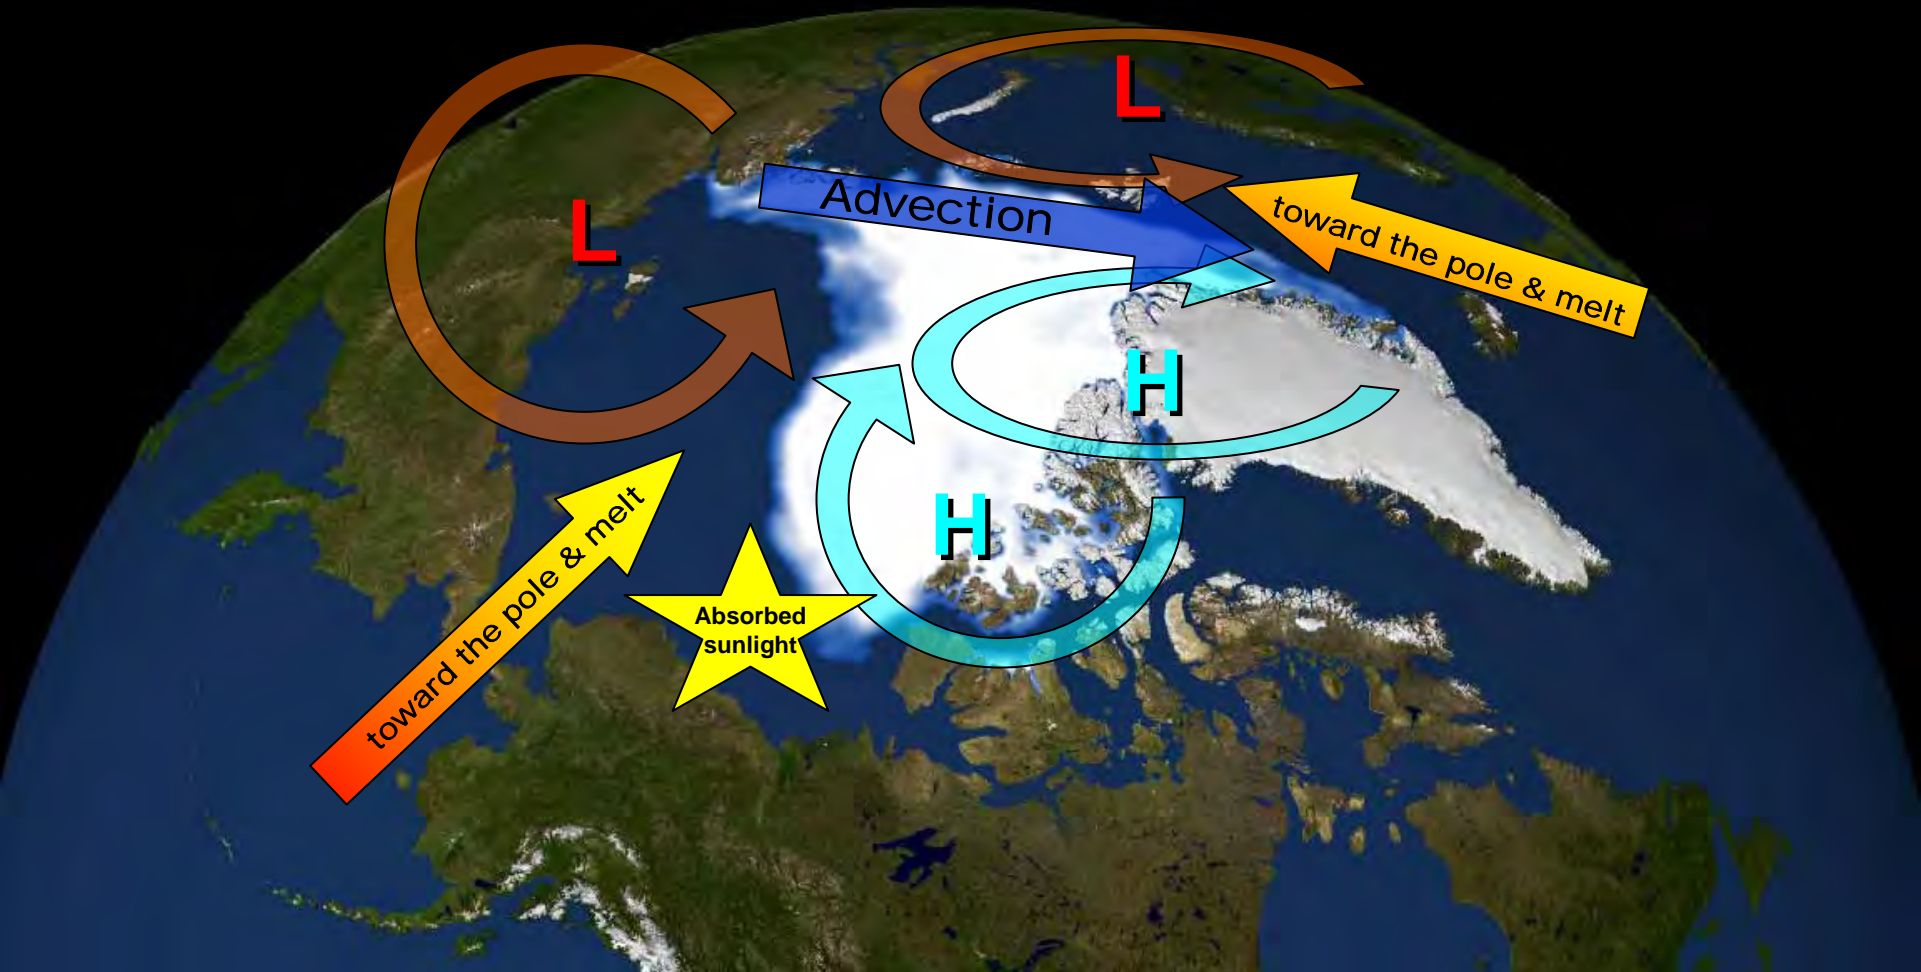 L
L
Advection
toward the pole & melt
H
H
toward the pole & melt
Absorbed
sunlight